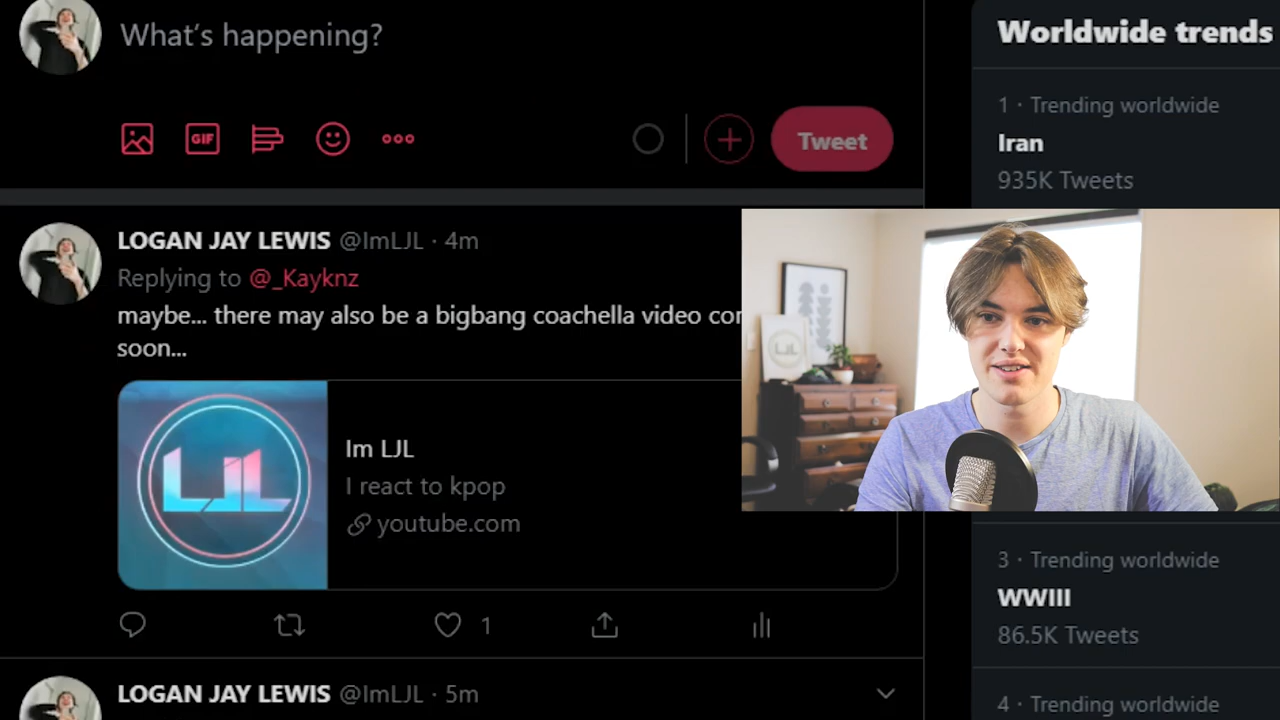 What's happening?
GIF
Tweet
LOGAN JAY LEWIS @ImLJL · 4m
Replying to @_Kayknz
maybe... there may also be a bigbang coachella video
soon...
LJL
Im LJL
I react to kpop
youtube.com
1
LOGAN JAY LEWIS @ImLJL · 5m
Worldwide trends
1 · Trending worldwide
Iran
935K Tweets
LJL
3 · Trending worldwide
WWIII
86.5K Tweets
4 · Trending worldwide